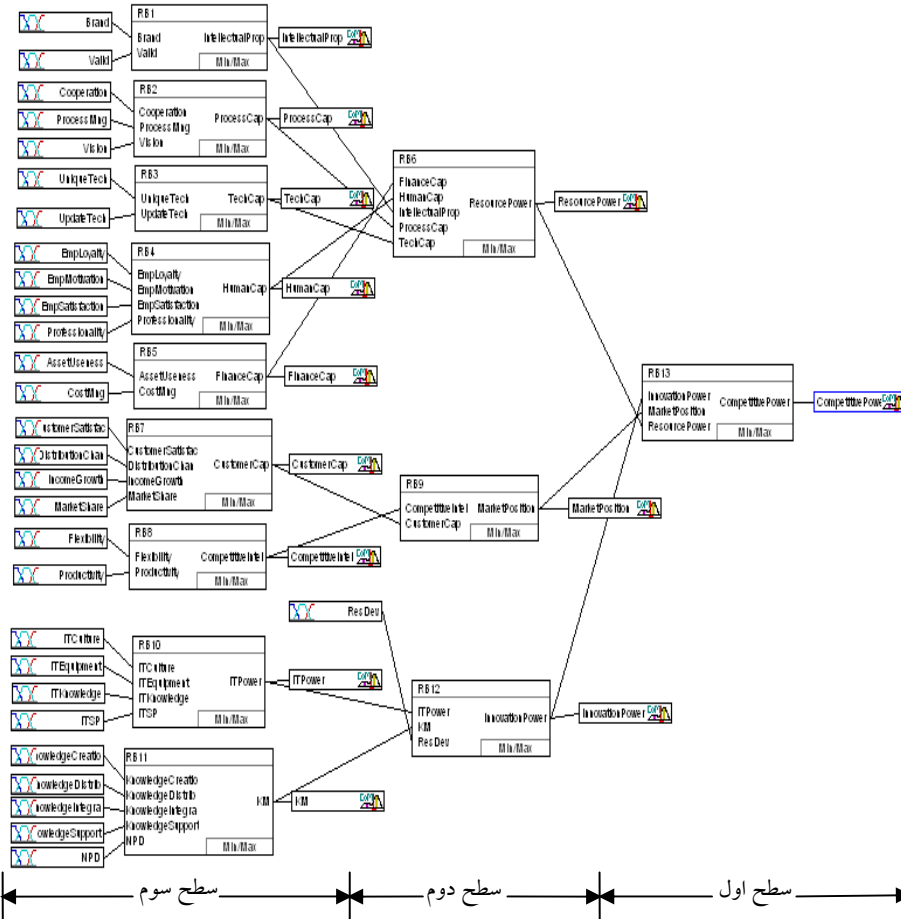 Brand
Valid
RB1
Brand
Valid
IntellectualProp
Min/Max
IntellectualProp
Cooperation
ProcessMng
Vision
RB2
Cooperation
ProcessMng
Vision
ProcessCap
Min/Max
ProcessCap
UniqueTech
UpdateTech
RB3
UniqueTech
UpdateTech
TechCap
Min/Max
TechCap
EmpLoyalty
EmpMotivation
EmpSatisfaction
Professionality
RB4
EmpLoyalty
EmpMotivation
EmpSatisfaction
Professionality
HumanCap
Min/Max
HumanCap
AssetUseness
CostMng
RB5
AssetUseness
CostMng
FinanceCap
Min/Max
FinanceCap
RB6
FinanceCap
HumanCap
IntellectualProp
ProcessCap
TechCap
ResourcePower
Min/Max
ResourcePower
ustomerSatisfac
DistributionChan
IncomeGrowth
MarketShare
RB7
CustomerSatisfac
DistributionChan
IncomeGrowth
MarketShare
CustomerCap
Min/Max
CustomerCap
Flexibility
Productivity
RB8
Flexibility
Productivity
CompetitiveIntel
Min/Max
CompetitiveIntel
RB9
CompetitiveIntel
CustomerCap
MarketPosition
Min/Max
MarketPosition
RB13
InnovationPower
MarketPosition
ResourcePower
CompetitivePower
Min/Max
CompetitivePowe
ResDev
ITCulture
ITEquipment
ITKnowledge
ITSP
RB10
ITCulture
ITEquipment
ITKnowledge
ITSP
ITPower
Min/Max
ITPower
nowledgeCreatio
nowledgeDistrib
nowledgeIntegra
owledgeSupport
NPD
RB11
KnowledgeCreatio
KnowledgeDistrib
KnowledgeIntegra
KnowledgeSupport
NPD
KM
Min/Max
KM
RB12
ITPower
KM
ResDev
InnovationPower
Min/Max
InnovationPower
سطح سوم
سطح دوم
سطح اول